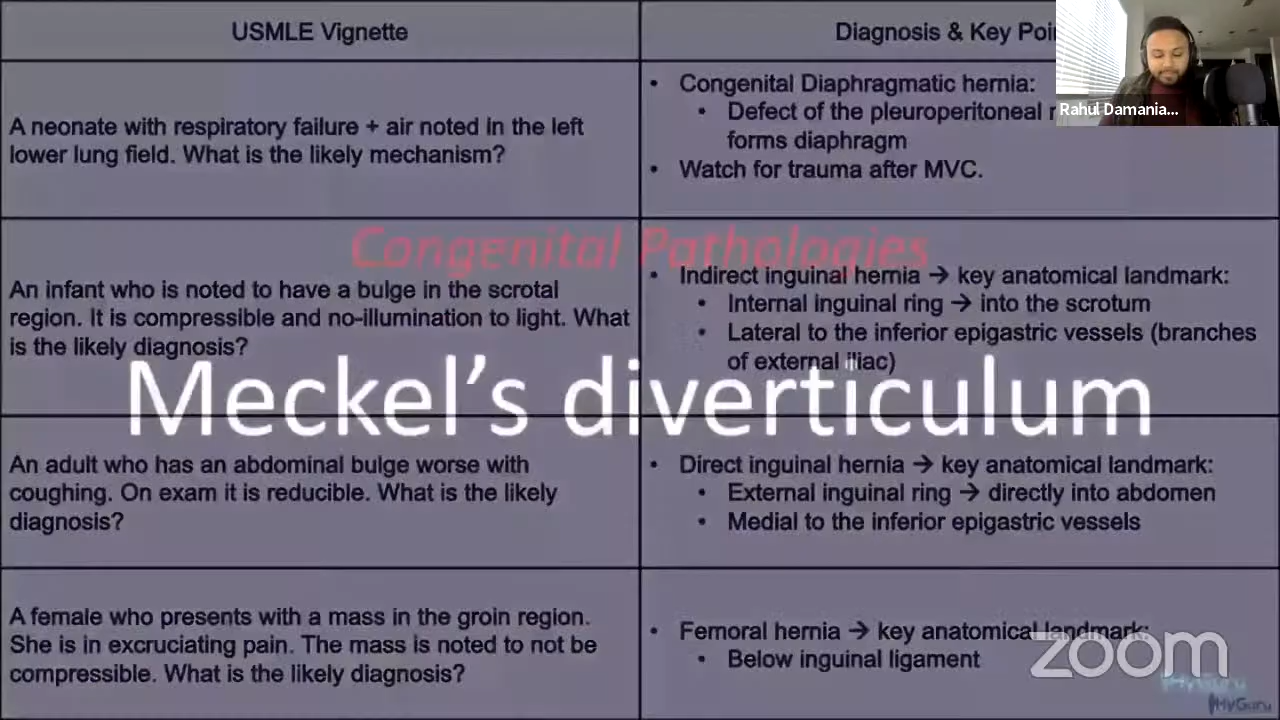 USMLE Vignette
Diagnosis & Key Poi
Rahul Damania...
A neonate with respiratory failure + air noted in the left
lower lung field. What is the likely mechanism?
• Congenital Diaphragmatic hernia:
• Defect of the pleuroperitoneal
forms diaphragm
• Watch for trauma after MVC.
Congenital Pathologies
An infant who is noted to have a bulge in the scrotal
region. It is compressible and no-illumination to light. What
is the likely diagnosis?
• Indirect inguinal hernia → key anatomical landmark:
• Internal Inguinal ring → into the scrotum
• Lateral to the inferior epigastric vessels (branches
of external iliac)
Meckel’s diverticulum
An adult who has an abdominal bulge worse with
coughing. On exam it is reducible. What is the likely
diagnosis?
• Direct inguinal hernia → key anatomical landmark:
• External inguinal ring → directly into abdomen
• Medial to the inferior epigastric vessels
A female who presents with a mass in the groin region.
She is in excruciating pain. The mass is noted to not be
compressible. What is the likely diagnosis?
• Femoral hernia → key anatomical landmark:
• Below inguinal ligament
zoom
HyGuru
HyGuru